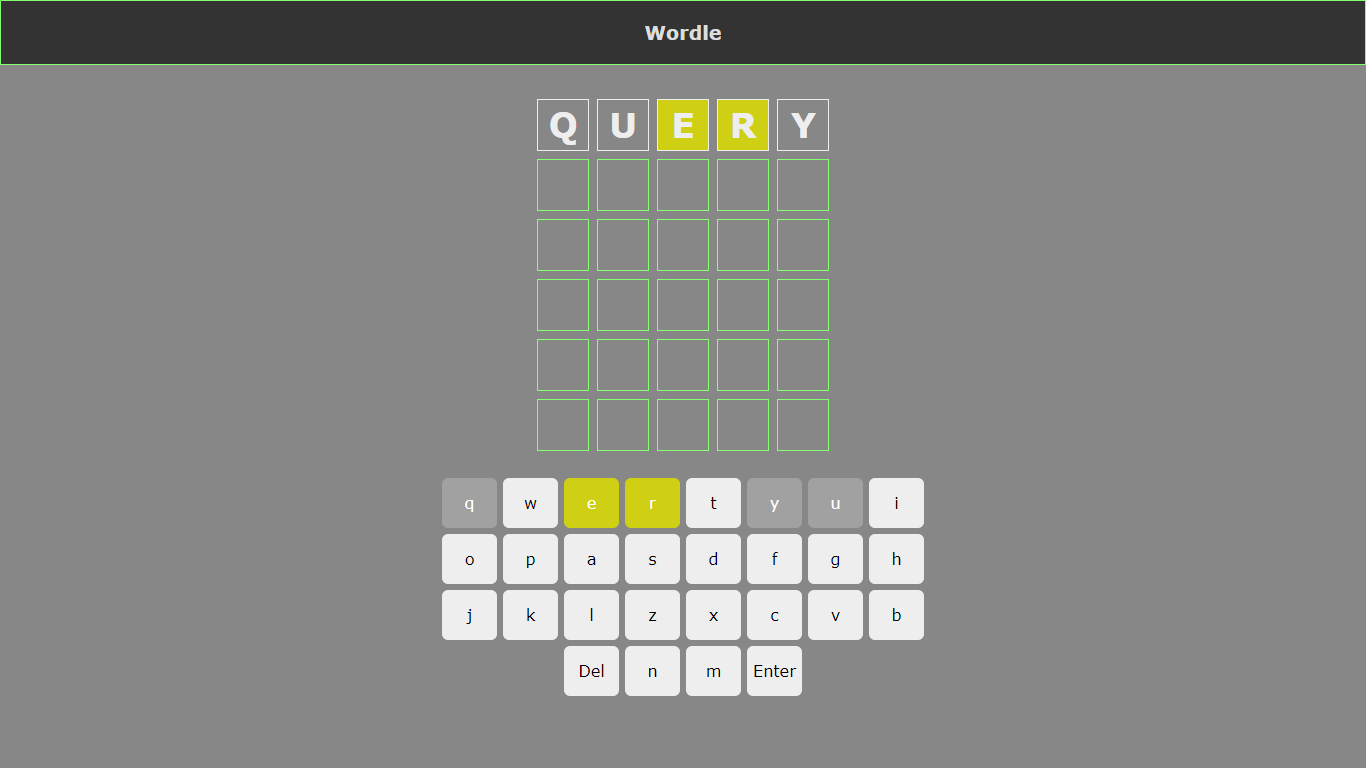 Wordle
Q U E R Y
q w e r t y u i
o p a s d f g h
j k l z x c v b
Del n m Enter